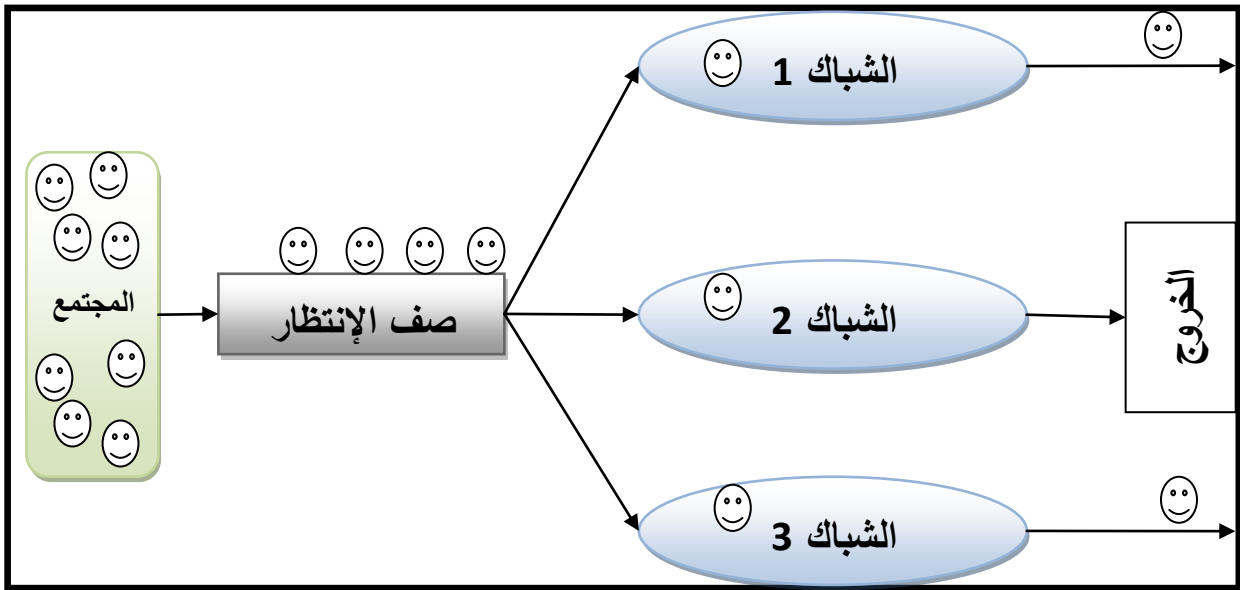 المجتمع
صف الإنتظار
الشباك 1
الشباك 2
الشباك 3
الخروج